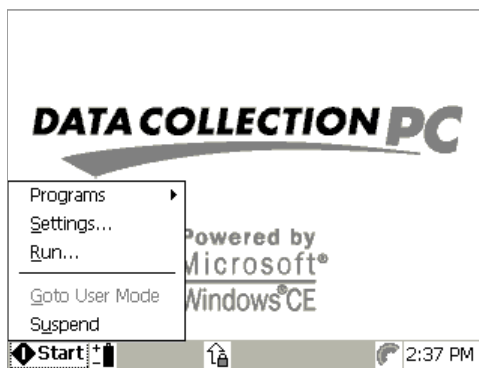 DATA COLLECTION PC
Programs
Settings...
Run...
Goto User Mode
Suspend
Powered by
Microsoft®
Windows®CE
Start
2:37 PM